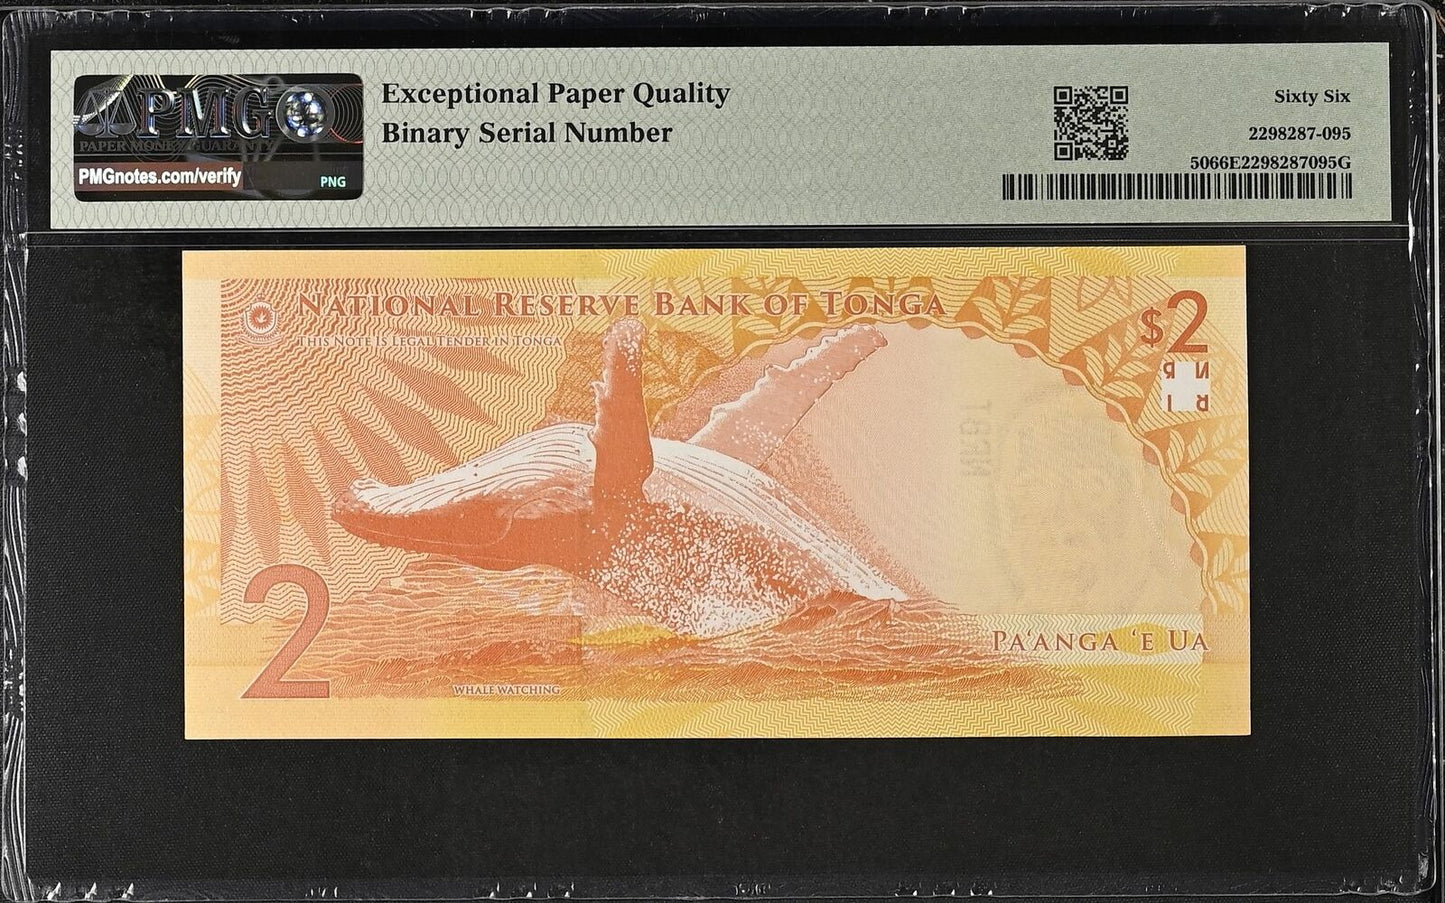 PMG
PAPER MONEY GUARANTY
PMGnotes.com/verify
PNG
Exceptional Paper Quality
Binary Serial Number
Sixty Six
2298287-095
5066E2298287095G
NATIONAL RESERVE BANK OF TONGA
THIS NOTE IS LEGAL TENDER IN TONGA
$2
2
WHALE WATCHING
PA'ANGA 'E UA